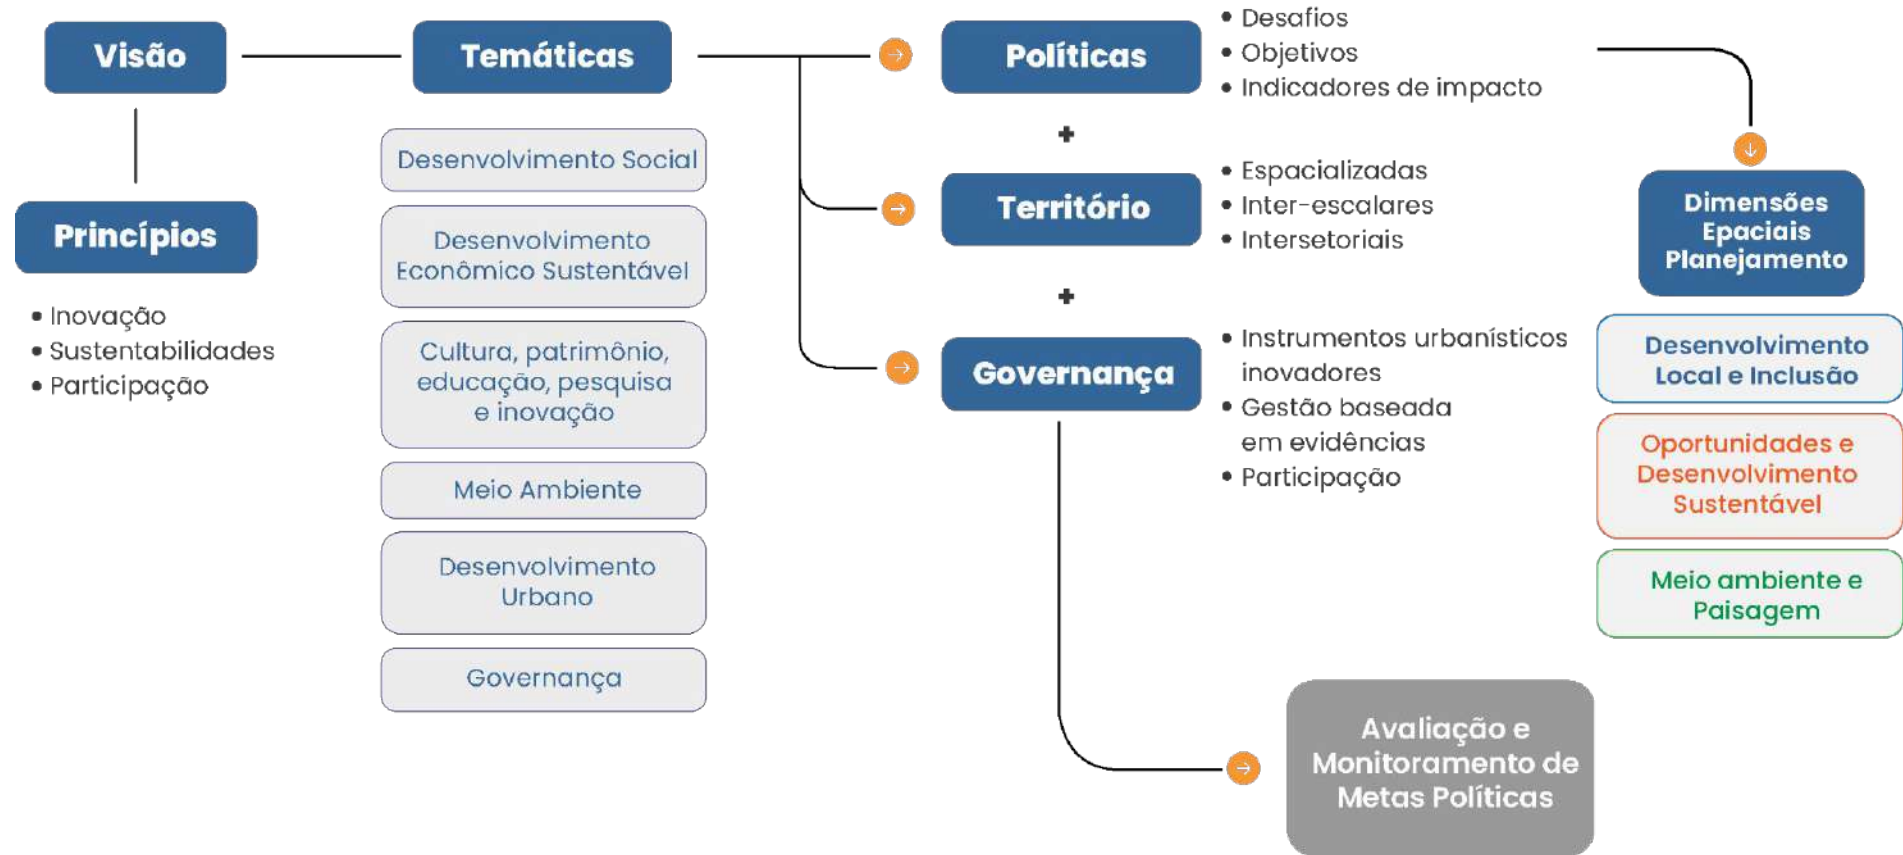 Visão
Princípios
• Inovação
• Sustentabilidades
• Participação
Temáticas
Desenvolvimento Social
Desenvolvimento
Econômico Sustentável
Cultura, patrimônio,
educação, pesquisa
e inovação
Meio Ambiente
Desenvolvimento
Urbano
Governança
Políticas
• Desafios
• Objetivos
• Indicadores de impacto
+
Território
• Espacializadas
• Inter-escalares
• Intersetoriais
+
Governança
• Instrumentos urbanísticos
inovadores
• Gestão baseada
em evidências
• Participação
Avaliação e
Monitoramento de
Metas Políticas
Dimensões
Epaciais
Planejamento
Desenvolvimento
Local e Inclusão
Oportunidades e
Desenvolvimento
Sustentável
Meio ambiente e
Paisagem